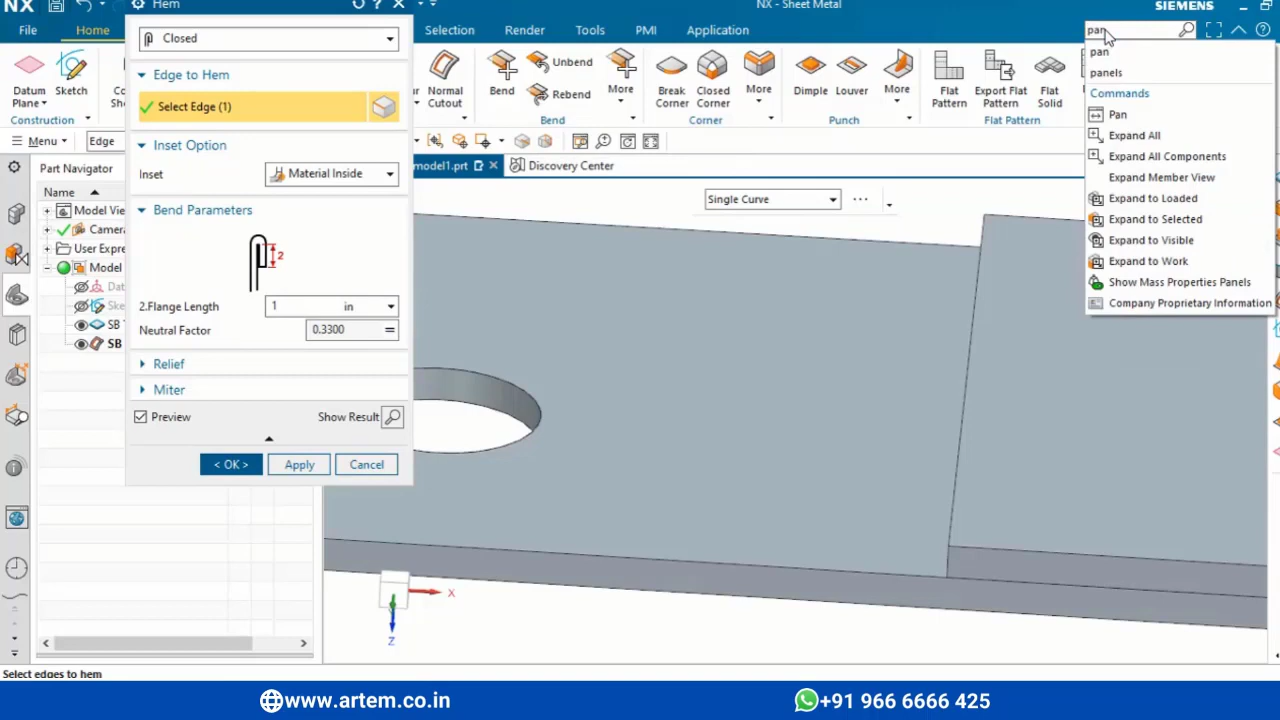 NX
Hem
NX - Sheet Metal
SIEMENS
File
Home
Selection
Render
Tools
PMI
Application
pan
Closed
Edge to Hem
Select Edge (1)
Inset Option
Inset
Material Inside
Bend Parameters
2
2.Flange Length
1
in
Neutral Factor
0.3300
Relief
Miter
Preview
Show Result
< OK >
Apply
Cancel
Datum
Plane
Sketch
Construction
Normal
Cutout
Bend
Unbend
Rebend
More
Bend
Break
Corner
Closed
Corner
More
Corner
Dimple
Louver
More
Punch
Flat
Pattern
Export Flat
Pattern
Flat
Solid
Flat Pattern
pan
panels
Commands
Pan
Expand All
Expand All Components
Expand Member View
Expand to Loaded
Expand to Selected
Expand to Visible
Expand to Work
Show Mass Properties Panels
Company Proprietary Information
Menu
Edge
model1.prt
Discovery Center
Single Curve
Part Navigator
Name
Model Vie
Camera
User Expre
Model
Dat
Ske
SB
SB
X
Z
Select edges to hem
www.artem.co.in
+91 966 6666 425